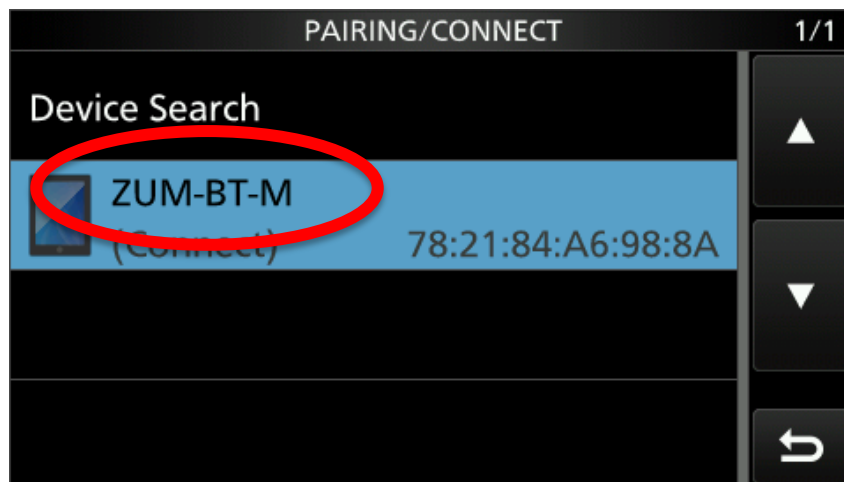 PAIRING/CONNECT 1/1
Device Search
ZUM-BT-M
(Connect) 78:21:84:A6:98:8A